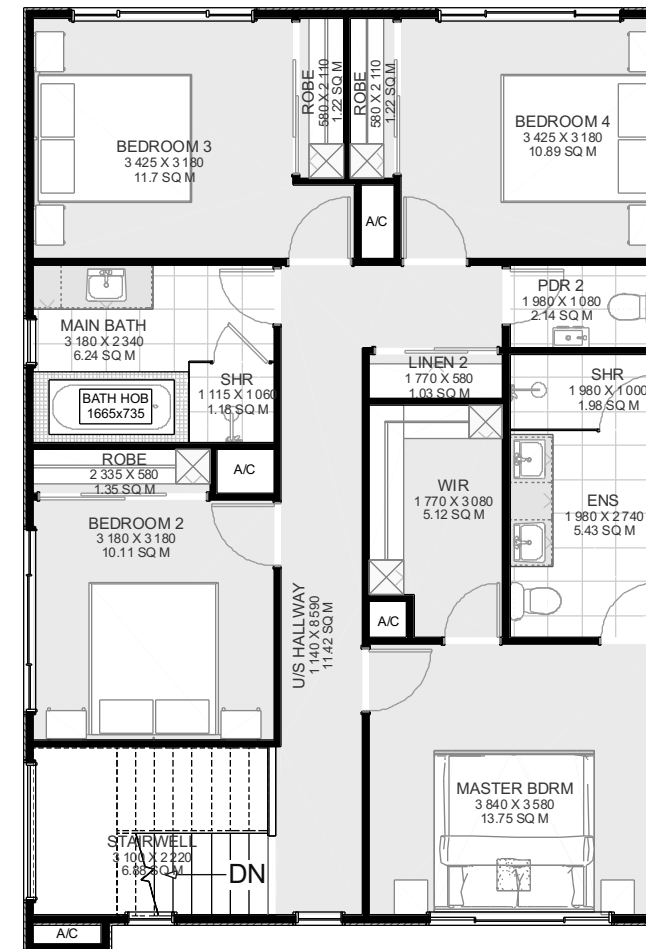 BEDROOM 3
3 425 X 3 180
11.7 SQ M
ROBE
580 X 2 110
1.22 SQ M
ROBE
580 X 2 110
1.22 SQ M
BEDROOM 4
3 425 X 3 180
10.89 SQ M
A/C
MAIN BATH
3 180 X 2 340
6.24 SQ M
PDR 2
1 980 X 1 080
2.14 SQ M
SHR
1 115 X 1 060
1.18 SQ M
BATH HOB
1665x735
LINEN 2
1 770 X 580
1.03 SQ M
SHR
1 980 X 1 000
1.98 SQ M
ROBE
2 335 X 580
1.35 SQ M
A/C
WIR
1 770 X 3 080
5.12 SQ M
ENS
1 980 X 2 740
5.43 SQ M
BEDROOM 2
3 180 X 3 180
10.11 SQ M
U/S HALLWAY
1 140 X 8 590
11.42 SQ M
A/C
MASTER BDRM
3 840 X 3 580
13.75 SQ M
STAIRWELL
3 100 X 2 220
6.88 SQ M
DN
A/C